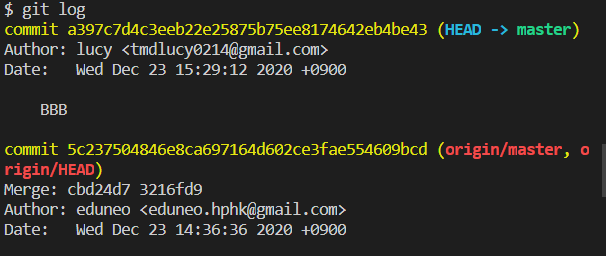 $ git log
commit a397c7d4c3eeb22e25875b75ee8174642eb4be43 (HEAD -> master)
Author: lucy <tmdlucy0214@gmail.com>
Date:   Wed Dec 23 15:29:12 2020 +0900
    BBB
commit 5c237504846e8ca697164d602ce3fae554609bcd (origin/master, o
rigin/HEAD)
Merge: cbd24d7 3216fd9
Author: eduneo <eduneo.hphk@gmail.com>
Date:   Wed Dec 23 14:36:36 2020 +0900